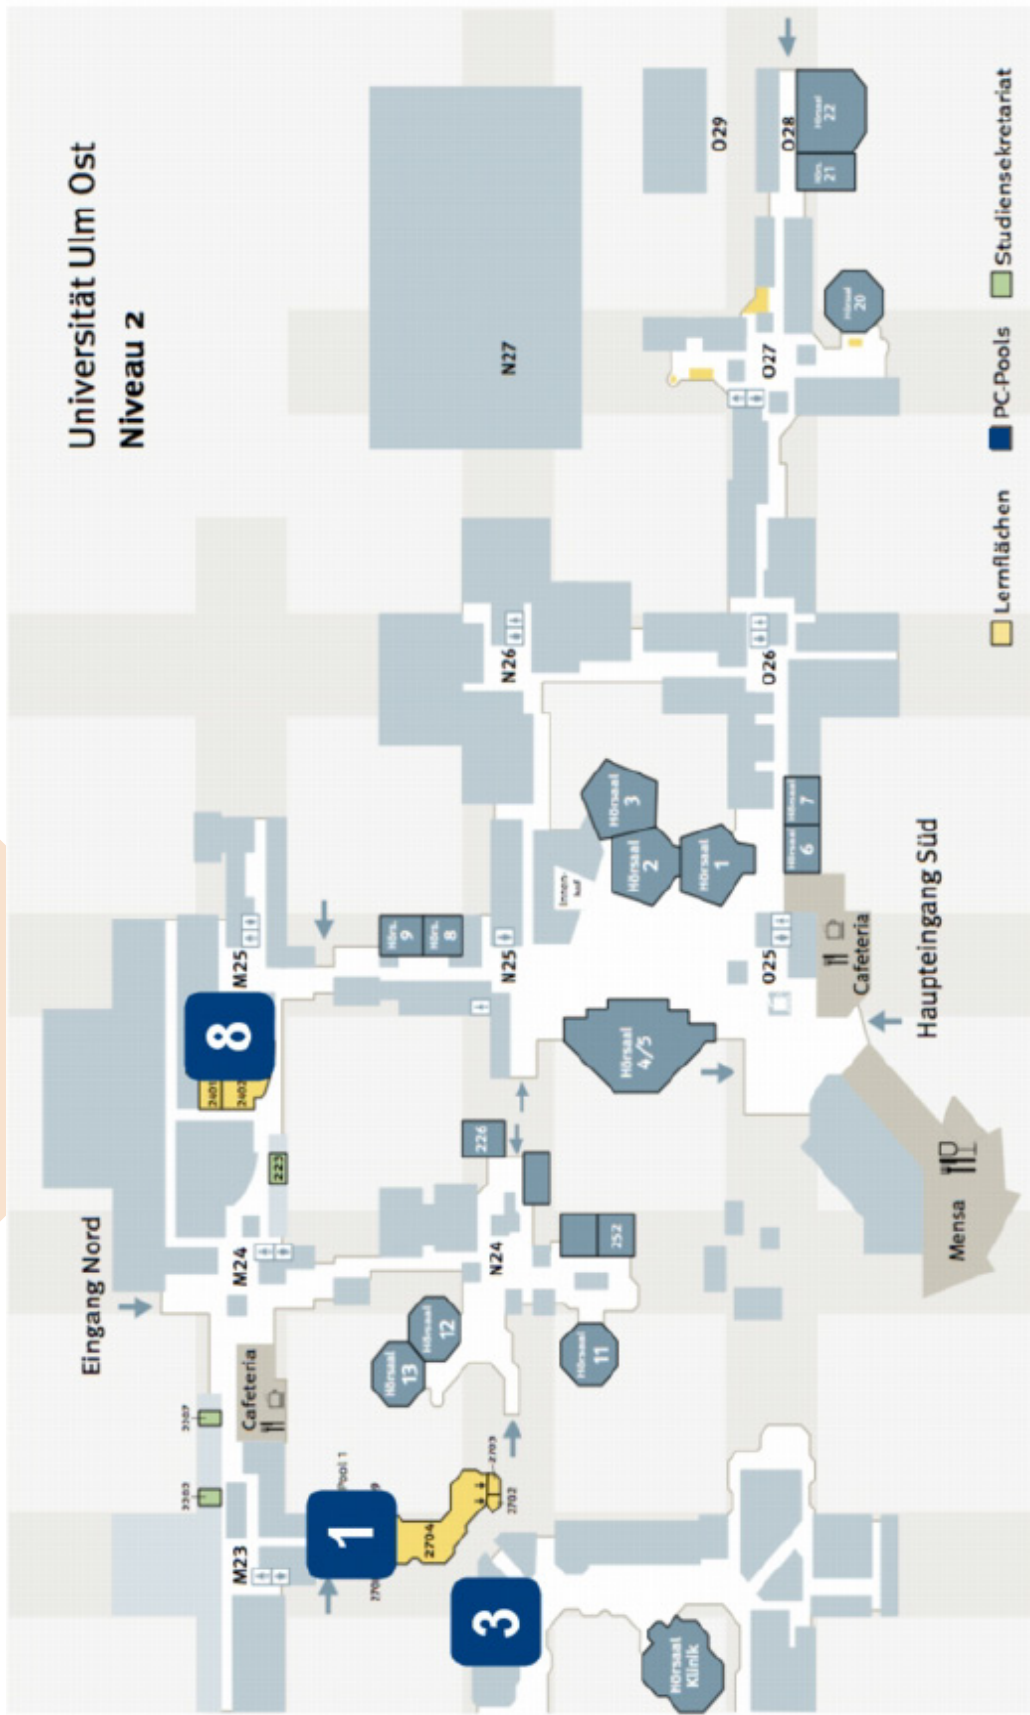 Universität Ulm Ost
Niveau 2
Eingang Nord
2303
2307
M23
Cafeteria
M24
M25
2401
2402
8
223
1
Pool 1
2704
2703
2702
Hörsaal
13
Hörsaal
12
Hörs.
9
Hörs.
8
3
N24
226
N25
N26
N27
Hörsaal
11
252
Innen-
hof
Hörsaal
4/5
Hörsaal
3
Hörsaal
2
Hörsaal
1
Hörsaal
Klinik
O25
O26
O27
O28
O29
Hörsaal
6
Hörsaal
7
Hörsaal
20
Hörs.
21
Hörsaal
22
Cafeteria
Haupteingang Süd
Mensa
Lernflächen
PC-Pools
Studiensekretariat